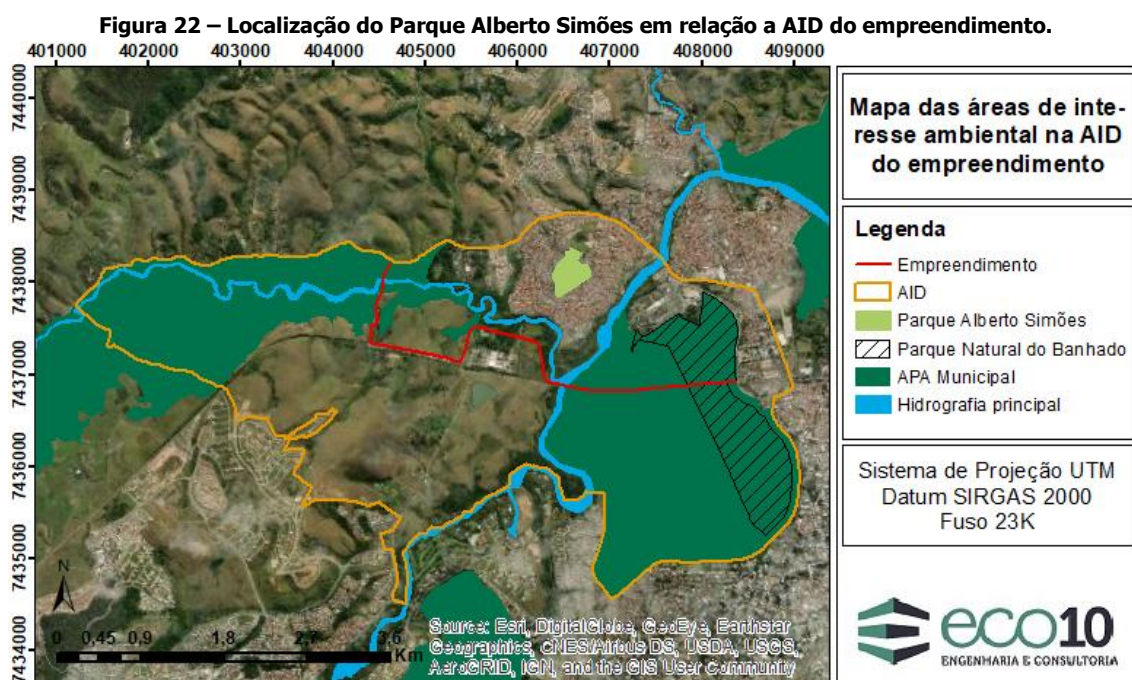 Figura 22 – Localização do Parque Alberto Simões em relação a AID do empreendimento.
401000 402000 403000 404000 405000 406000 407000 408000 409000
7440000
7439000
7438000
7437000
7436000
7435000
7434000
N
0 0,45 0,9 1,8 2,7 3,6
Km
Source: Esri, DigitalGlobe, GeoEye, Earthstar
Geographics, CNES/Airbus DS, USDA, USGS,
AeroGRID, IGN, and the GIS User Community
Mapa das áreas de inte-
resse ambiental na AID
do empreendimento
Legenda
Empreendimento
AID
Parque Alberto Simões
Parque Natural do Banhado
APA Municipal
Hidrografia principal
Sistema de Projeção UTM
Datum SIRGAS 2000
Fuso 23K
eco10
ENGENHARIA E CONSULTORIA